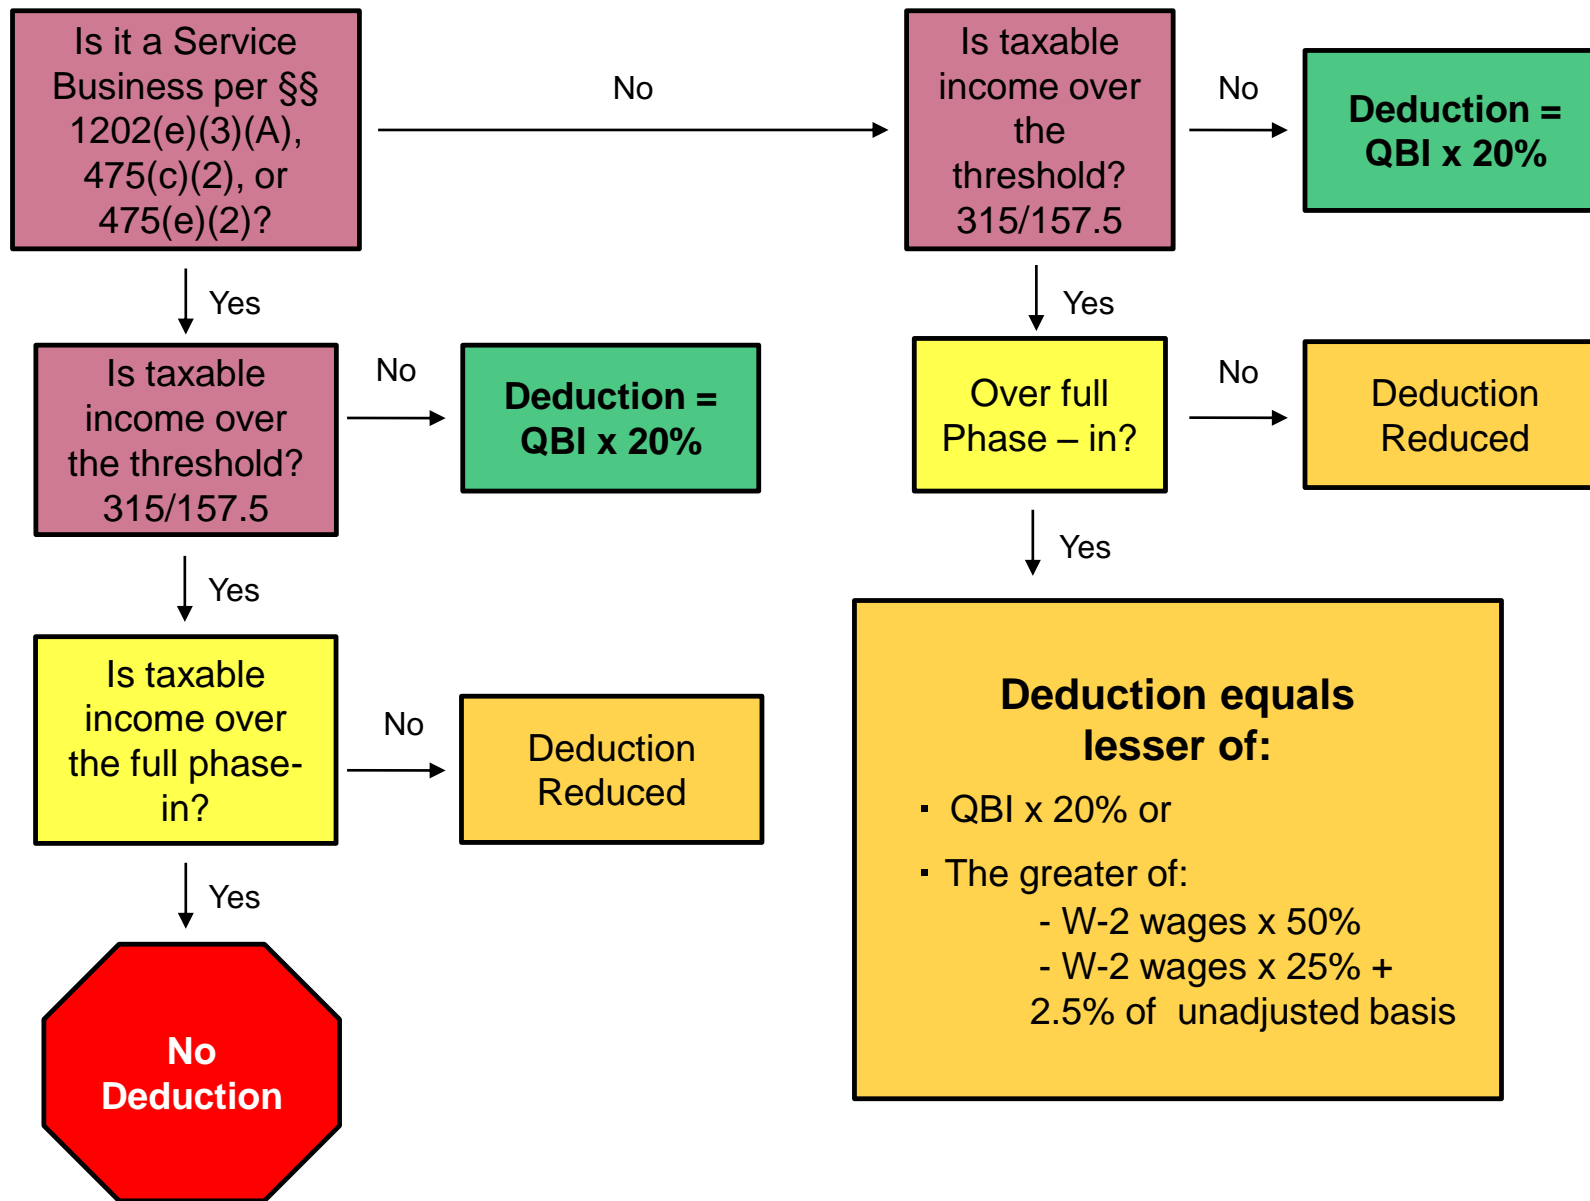 Is it a Service
Business per §§
1202(e)(3)(A),
475(c)(2), or
475(e)(2)?
No
Is taxable
income over
the
threshold?
315/157.5
No
Deduction =
QBI x 20%
Yes
Yes
Is taxable
income over
the threshold?
315/157.5
No
Deduction =
QBI x 20%
Over full
Phase – in?
No
Deduction
Reduced
Yes
Yes
Is taxable
income over
the full phase-
in?
No
Deduction
Reduced
Deduction equals
lesser of:
▪ QBI x 20% or
▪ The greater of:
- W-2 wages x 50%
- W-2 wages x 25% +
2.5% of unadjusted basis
Yes
No
Deduction